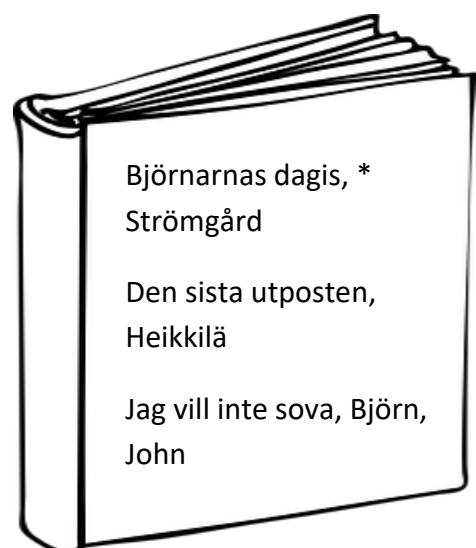 Björnarnas dagis, *
Strömgård
Den sista utposten,
Heikkilä
Jag vill inte sova, Björn,
John